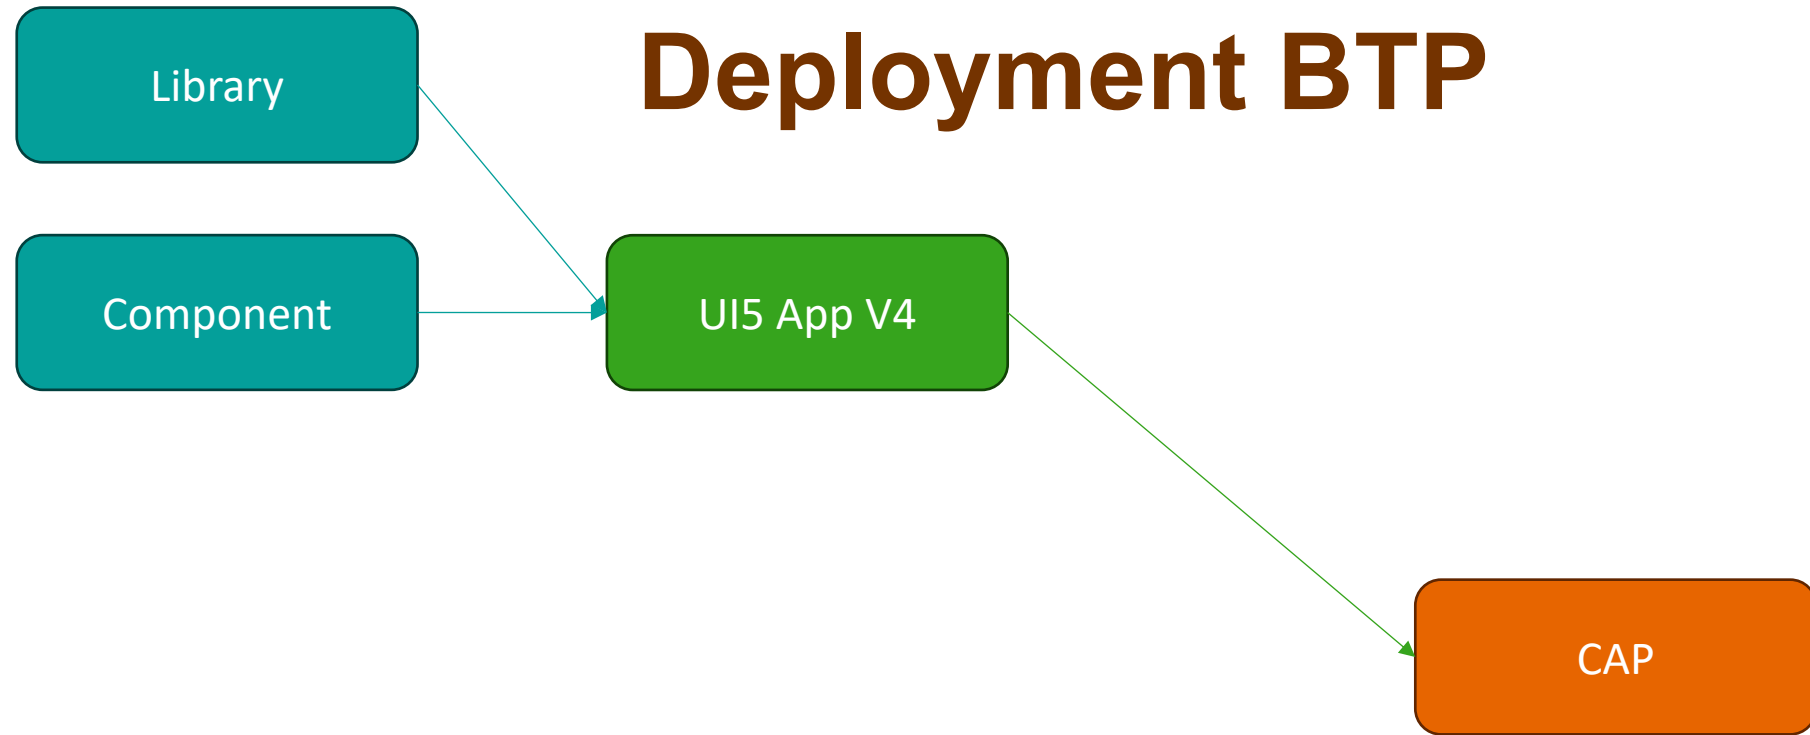 Deployment BTP
Library
Component
UI5 App V4
CAP